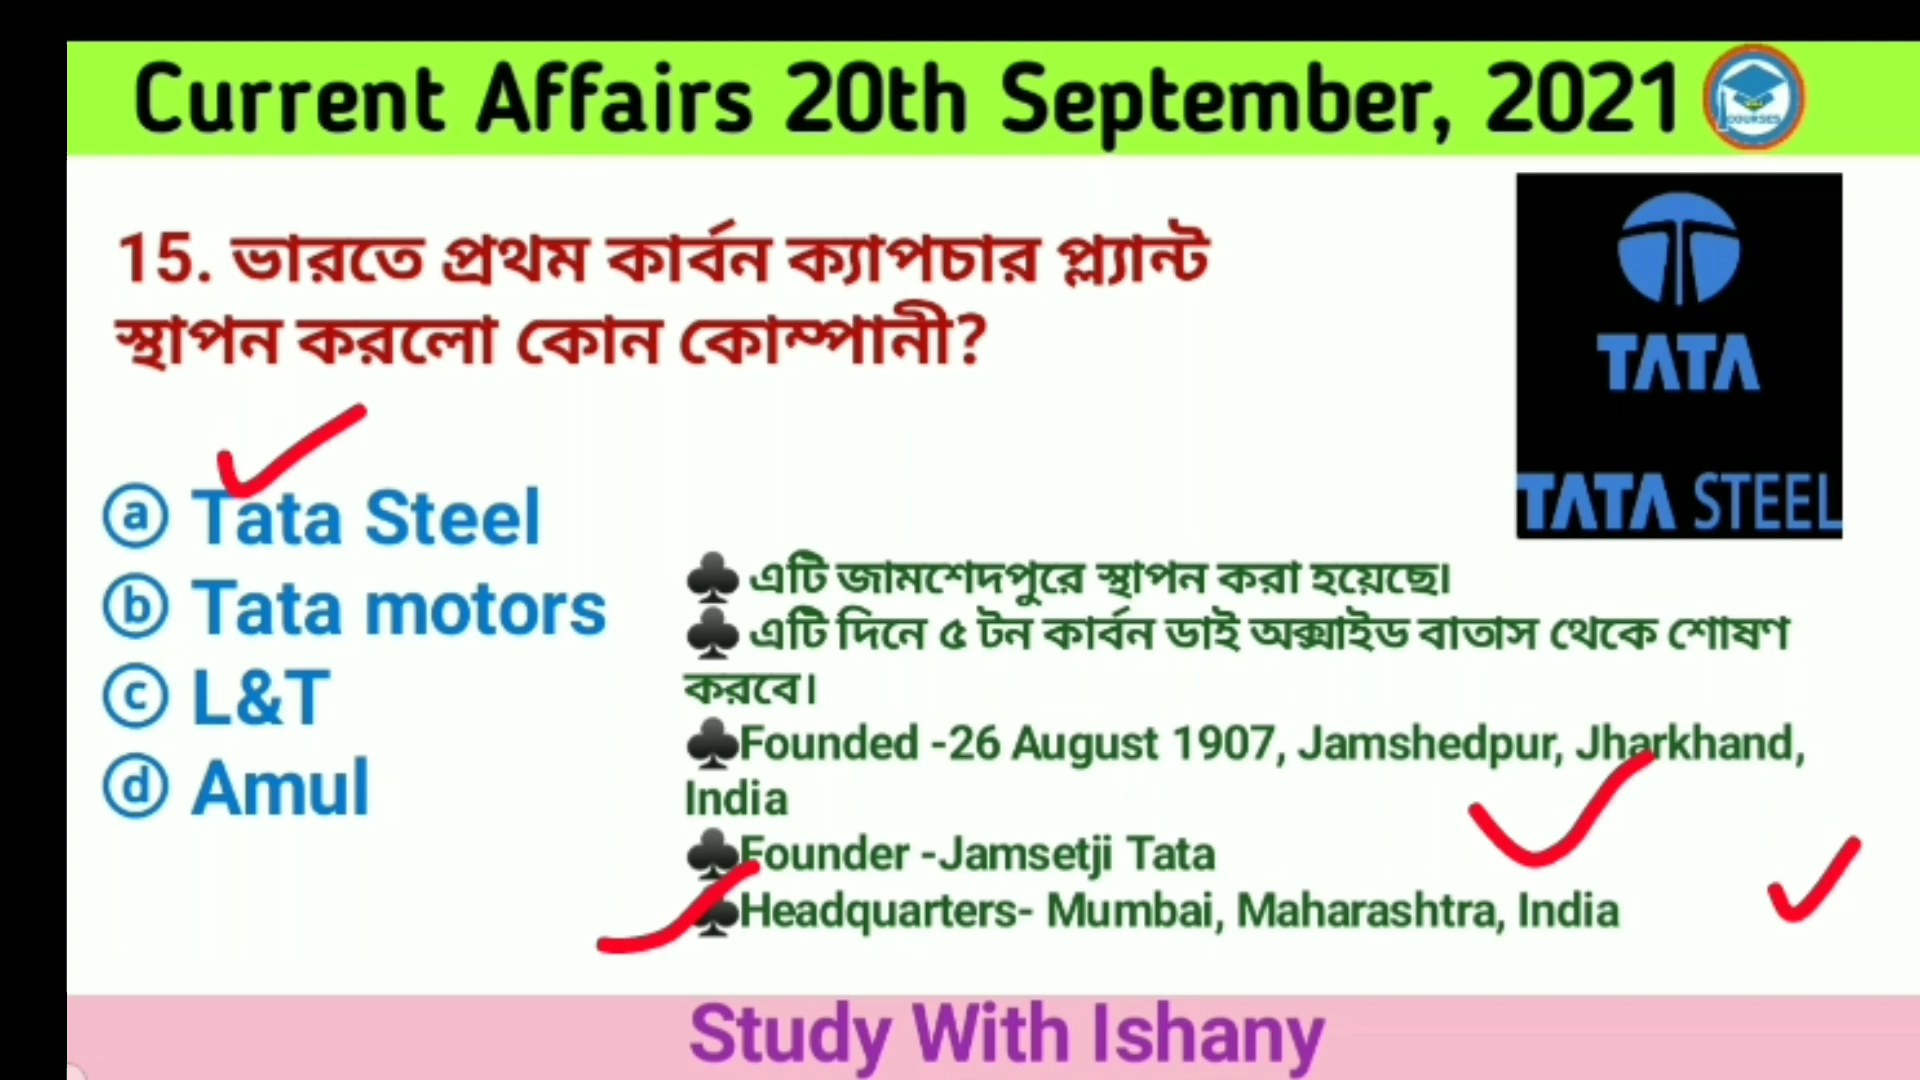 Current Affairs 20th September, 2021
COURSES
15. ভারতে প্রথম কার্বন ক্যাপচার প্ল্যান্ট
স্থাপন করলো কোন কোম্পানী?
TATA
TATA STEEL
ⓐ Tata Steel
ⓑ Tata motors
ⓒ L&T
ⓓ Amul
♣ এটি জামশেদপুরে স্থাপন করা হয়েছে।
♣ এটি দিনে ৫ টন কার্বন ডাই অক্সাইড বাতাস থেকে শোষণ
করবে।
♣Founded -26 August 1907, Jamshedpur, Jharkhand,
India
♣Founder -Jamsetji Tata
♣Headquarters- Mumbai, Maharashtra, India
Study With Ishany